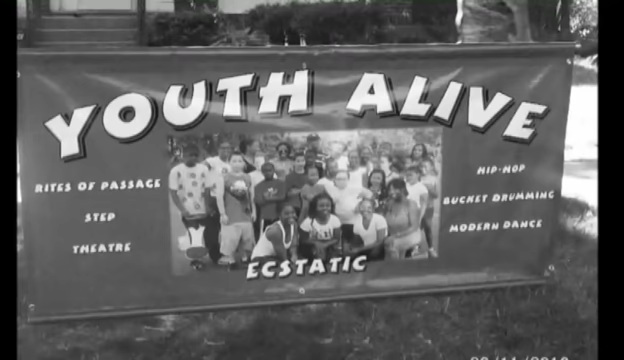 YOUTH ALIVE
RITES OF PASSAGE
STEP
THEATRE
HIP-HOP
BUCKET DRUMMING
MODERN DANCE
ECSTATIC